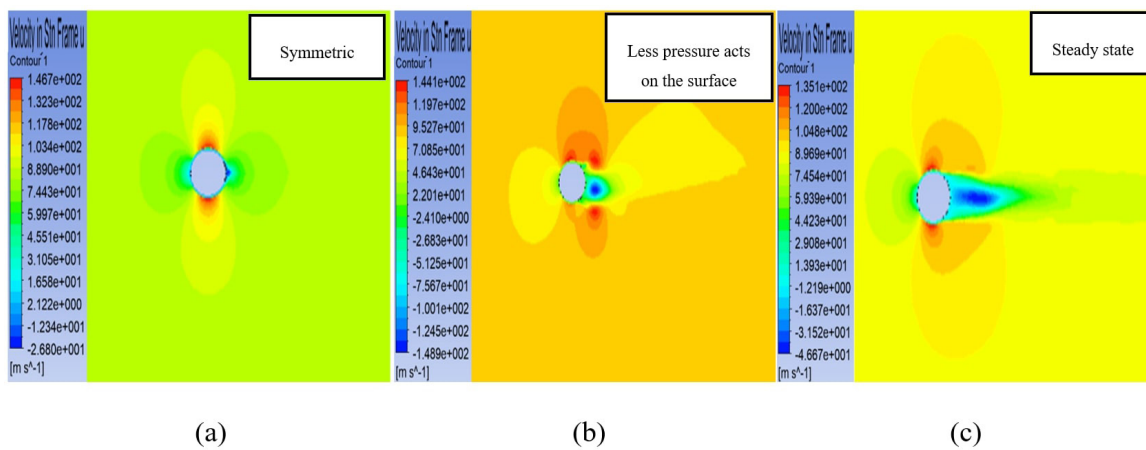 Velocity in Stn Frame u
Contour 1
1.467e+002
1.323e+002
1.178e+002
1.034e+002
8.890e+001
7.443e+001
5.997e+001
4.551e+001
3.105e+001
1.658e+001
2.122e+000
-1.234e+001
-2.680e+001
[m s^-1]
Symmetric
(a)
Velocity in Stn Frame u
Contour 1
1.441e+002
1.197e+002
9.527e+001
7.085e+001
4.643e+001
2.201e+001
-2.410e+000
-2.683e+001
-5.125e+001
-7.567e+001
-1.001e+002
-1.245e+002
-1.489e+002
[m s^-1]
Less pressure acts
on the surface
(b)
Velocity in Stn Frame u
Contour 1
1.351e+002
1.200e+002
1.048e+002
8.969e+001
7.454e+001
5.939e+001
4.423e+001
2.908e+001
1.393e+001
-1.219e+000
-1.637e+001
-3.152e+001
-4.667e+001
[m s^-1]
Steady state
(c)